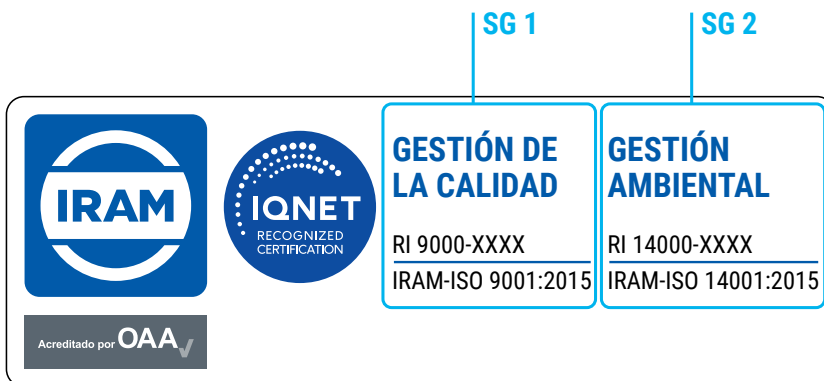 SG 1
SG 2
IRAM
IQNET
RECOGNIZED
CERTIFICATION
GESTIÓN DE
LA CALIDAD
RI 9000-XXXX
IRAM-ISO 9001:2015
GESTIÓN
AMBIENTAL
RI 14000-XXXX
IRAM-ISO 14001:2015
Acreditado por OAA